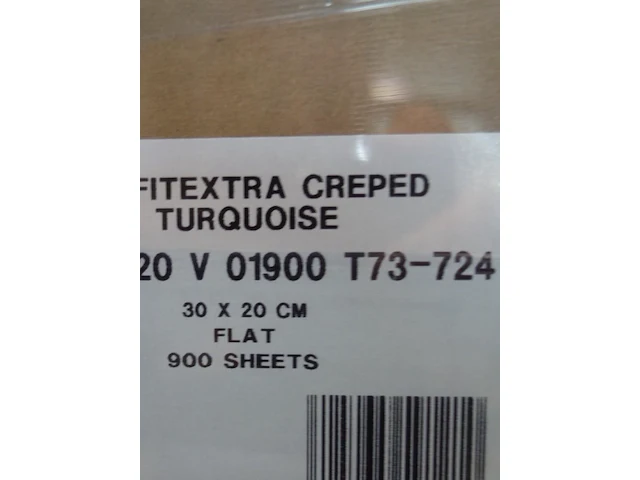 FITEXTRA CREPED
TURQUOISE
20 V 01900 T73-724
30 X 20 CM
FLAT
900 SHEETS